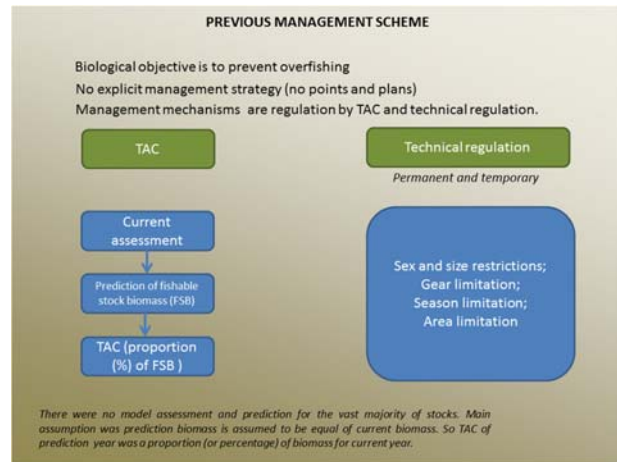 PREVIOUS MANAGEMENT SCHEME
Biological objective is to prevent overfishing
No explicit management strategy (no points and plans)
Management mechanisms are regulation by TAC and technical regulation.
TAC
Technical regulation
Permanent and temporary
Current
assessment
Prediction of fishable
stock biomass (FSB)
TAC (proportion
(%) of FSB )
Sex and size restrictions;
Gear limitation;
Season limitation;
Area limitation
There were no model assessment and prediction for the vast majority of stocks. Main
assumption was prediction biomass is assumed to be equal of current biomass. So TAC of
prediction year was a proportion (or percentage) of biomass for current year.